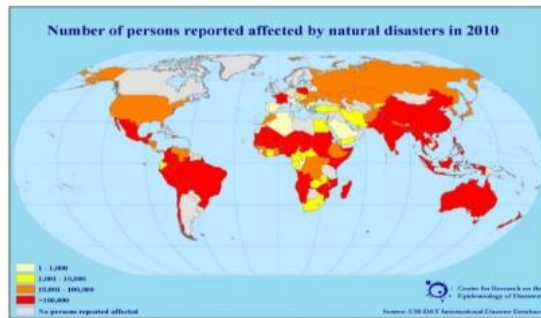 Number of persons reported affected by natural disasters in 2010
1 - 1,000
1,001 - 10,000
10,001 - 100,000
>100,000
No persons reported affected
Centre for Research on the
Epidemiology of Disasters
Source: EM-DAT International Disaster Database